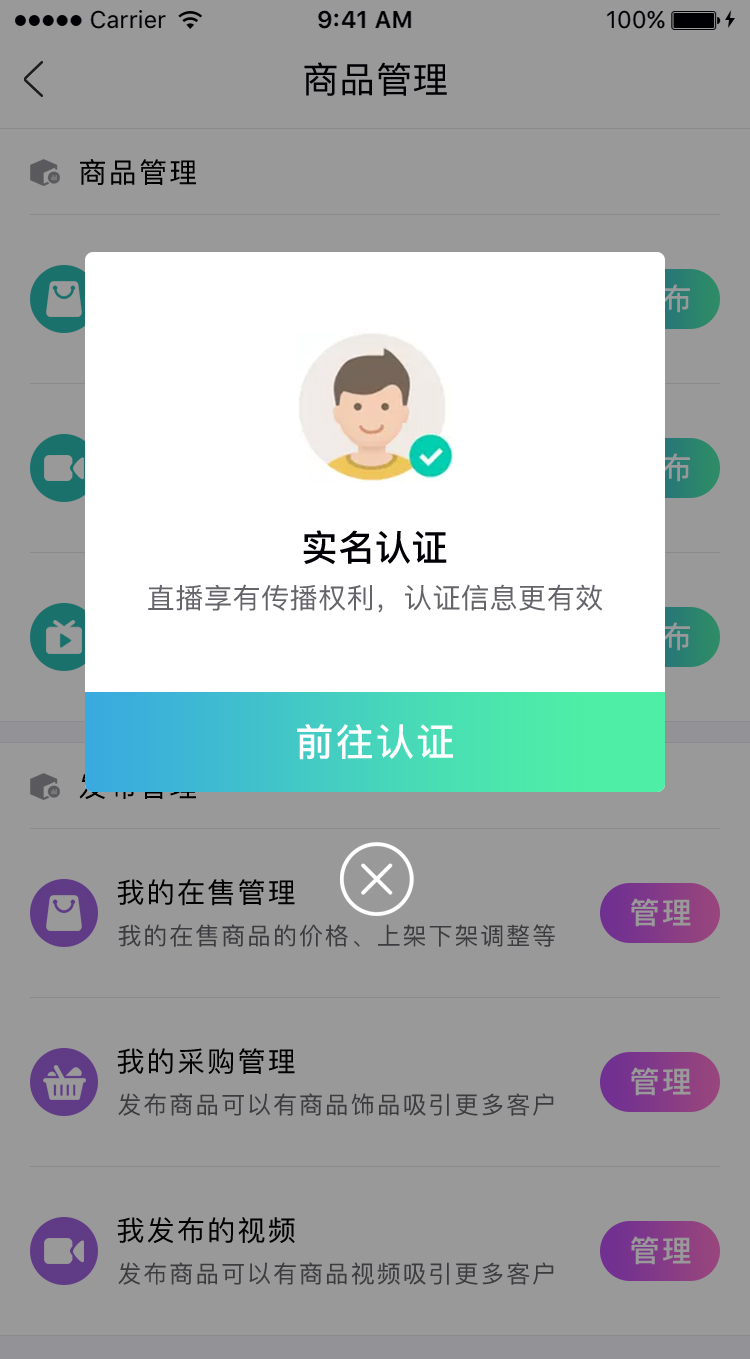 Carrier 9:41 AM 100%
商品管理
商品管理
布
布
布
实名认证
直播享有传播权利，认证信息更有效
前往认证
发布管理
我的在售管理
我的在售商品的价格、上架下架调整等
管理
我的采购管理
发布商品可以有商品饰品吸引更多客户
管理
我发布的视频
发布商品可以有商品视频吸引更多客户
管理